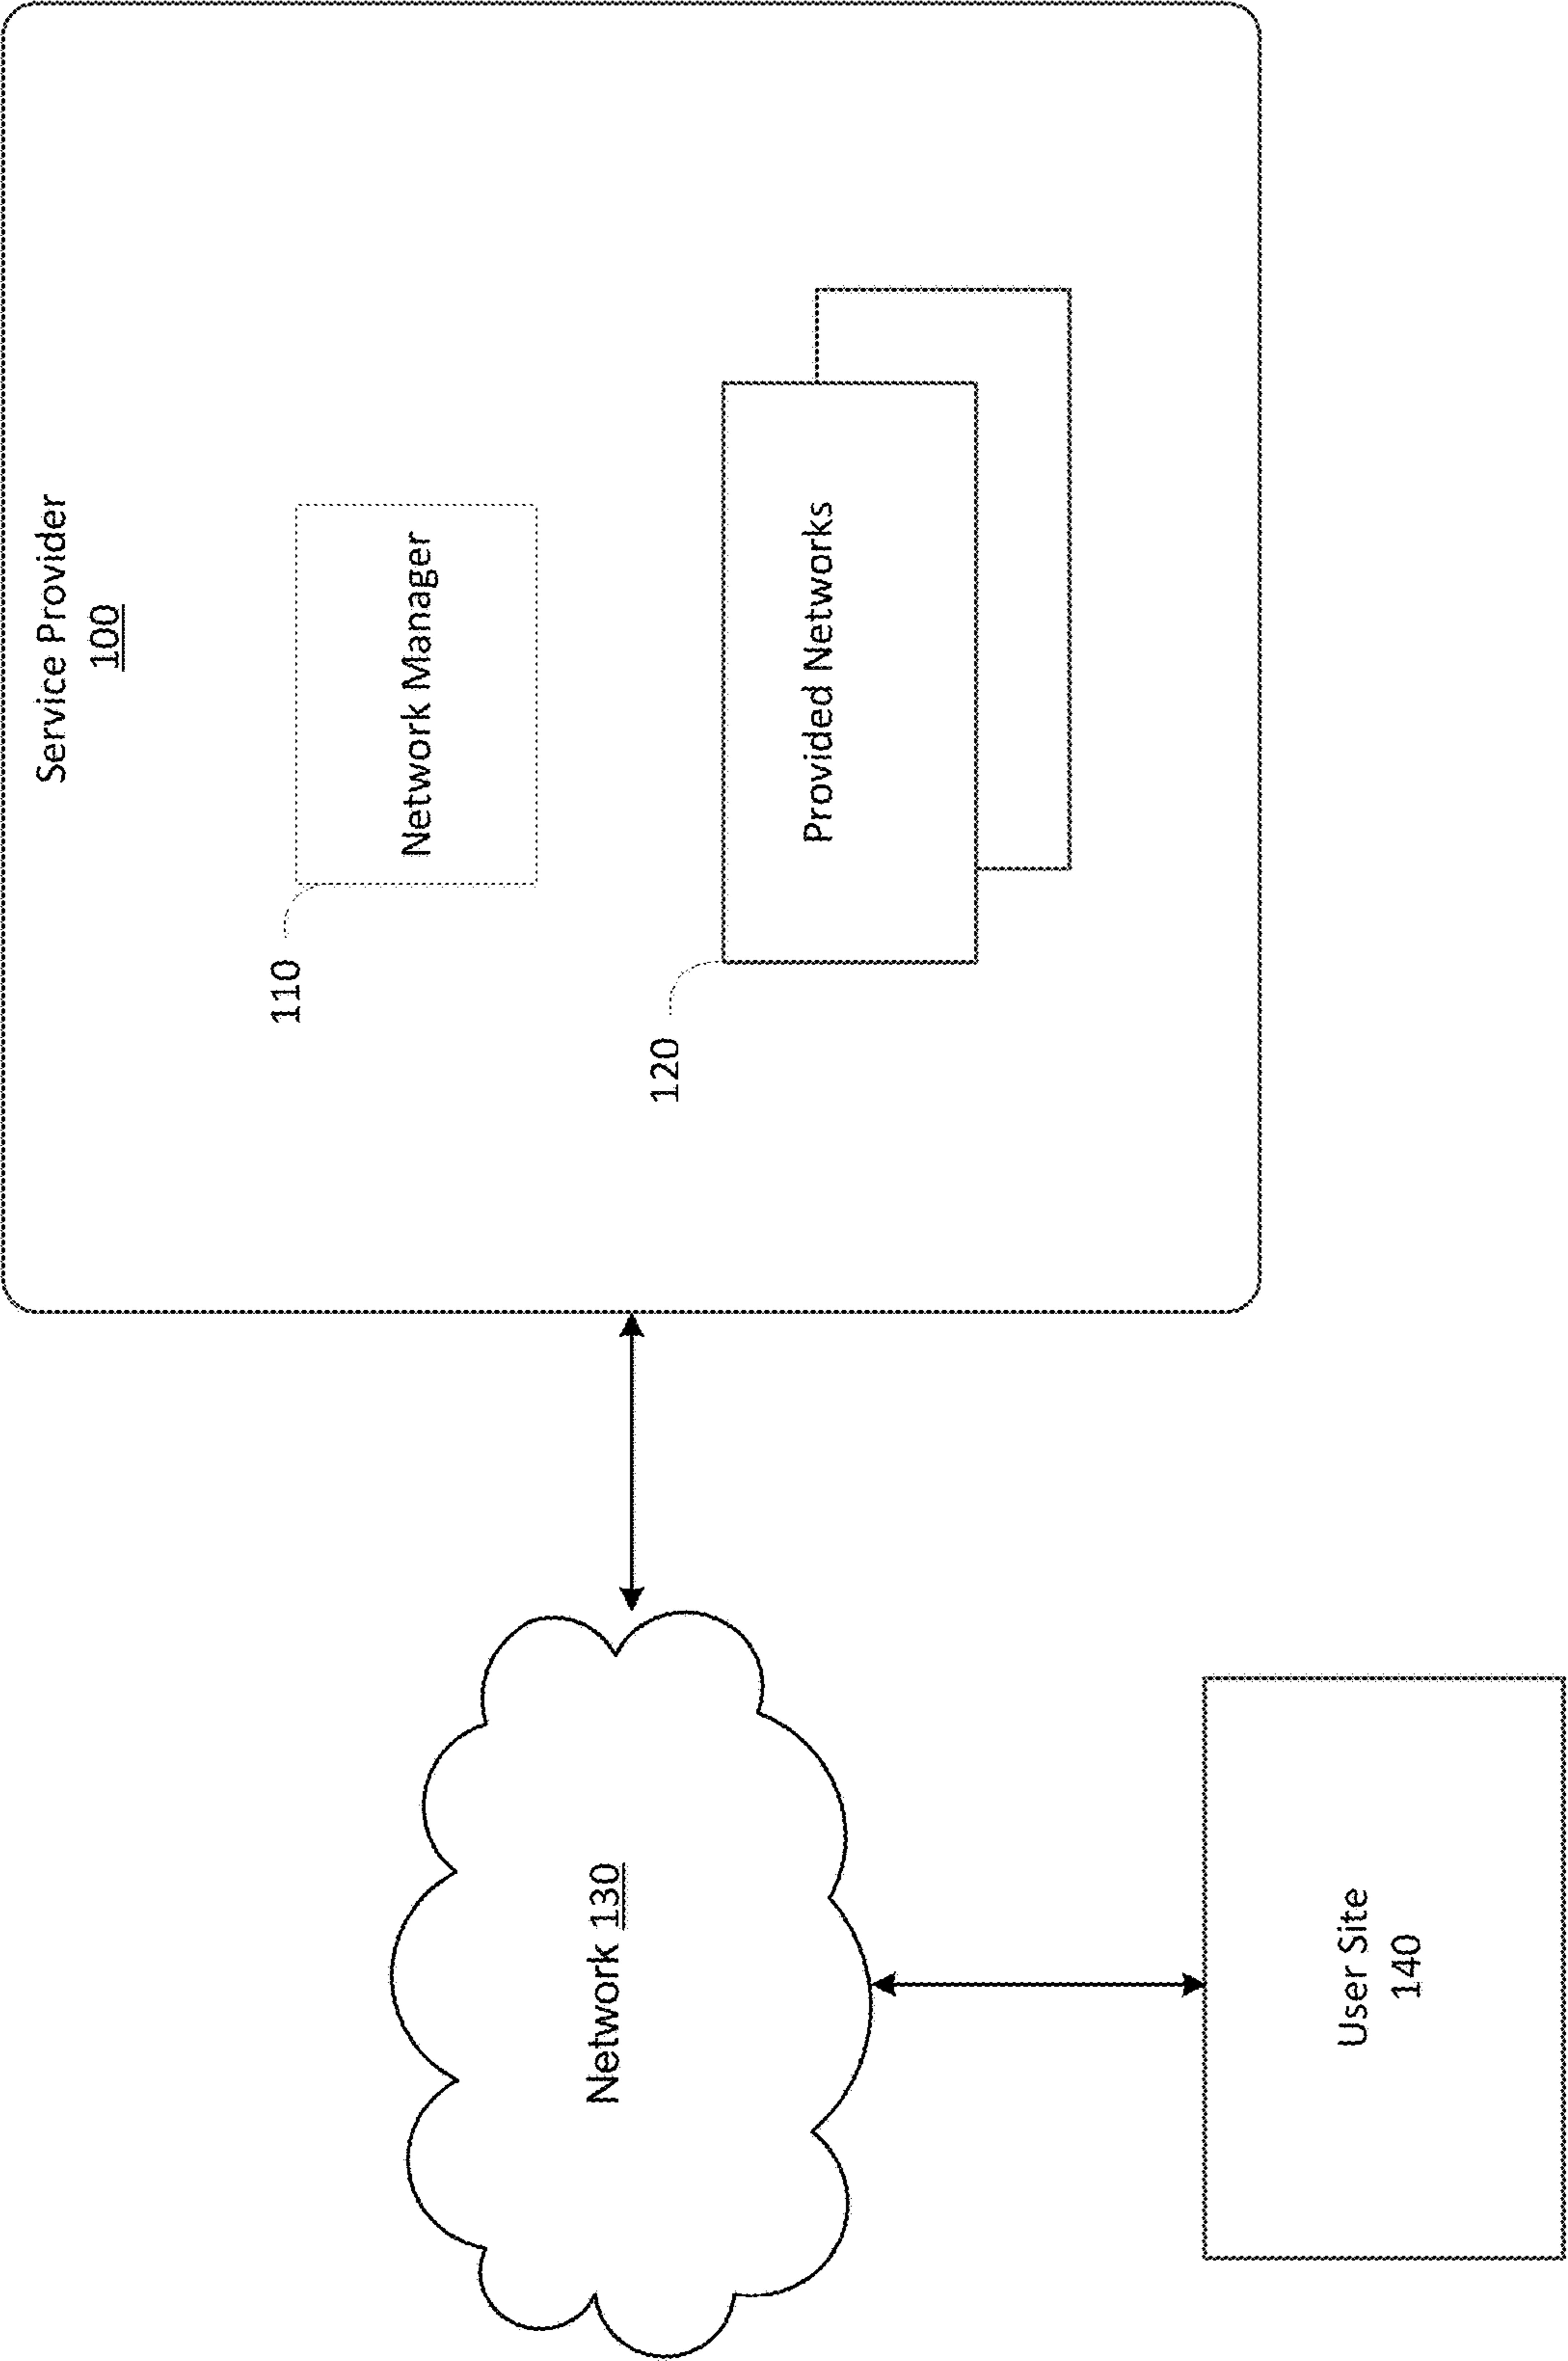 Service Provider
100
110
Network Manager
120
Provided Networks
Network 130
User Site
140